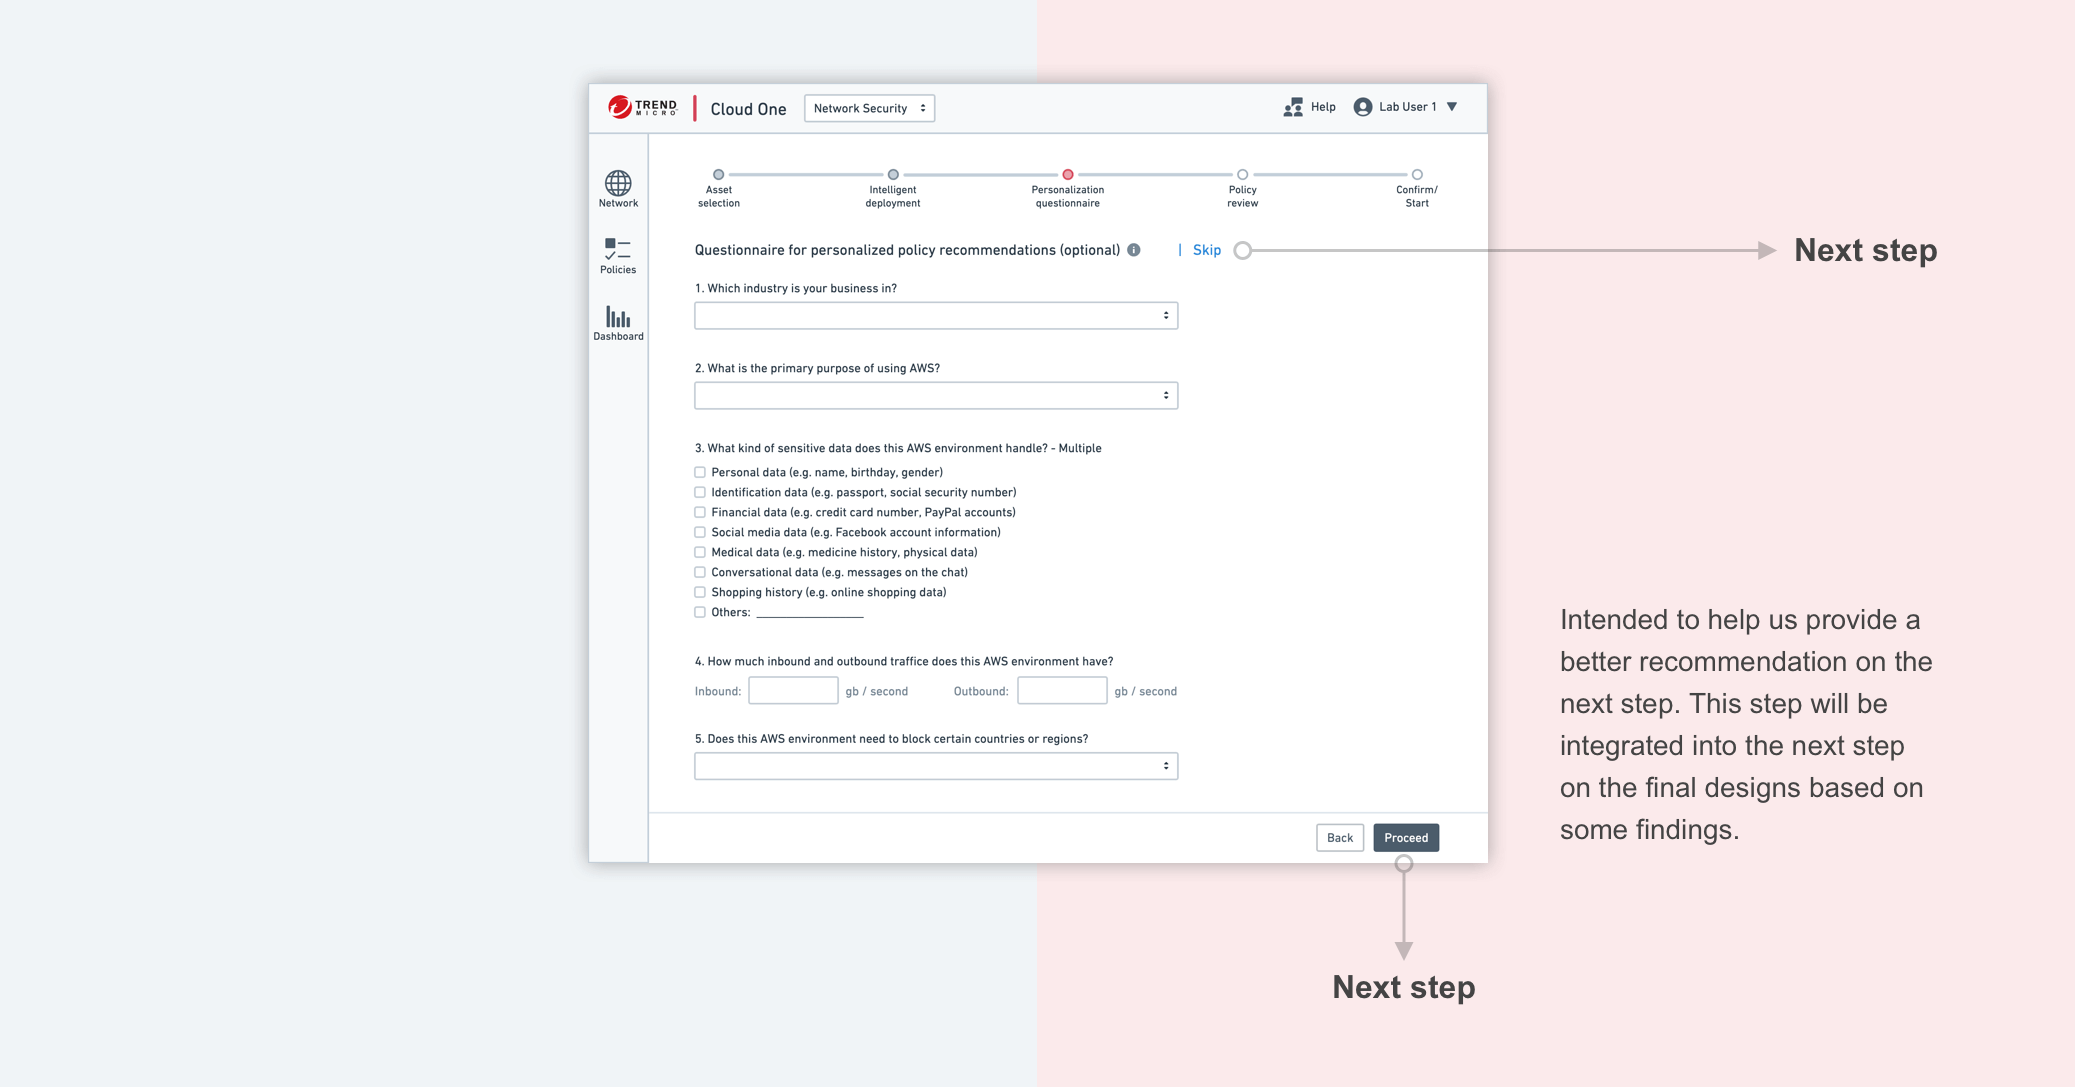 TREND MICRO
Cloud One
Network Security
Help
Lab User 1
Network
Policies
Dashboard
Asset
selection
Intelligent
deployment
Personalization
questionnaire
Policy
review
Confirm/
Start
Questionnaire for personalized policy recommendations (optional) i | Skip
Next step
1. Which industry is your business in?
2. What is the primary purpose of using AWS?
3. What kind of sensitive data does this AWS environment handle? - Multiple
Personal data (e.g. name, birthday, gender)
Identification data (e.g. passport, social security number)
Financial data (e.g. credit card number, PayPal accounts)
Social media data (e.g. Facebook account information)
Medical data (e.g. medicine history, physical data)
Conversational data (e.g. messages on the chat)
Shopping history (e.g. online shopping data)
Others:
4. How much inbound and outbound traffice does this AWS environment have?
Inbound: gb / second Outbound: gb / second
5. Does this AWS environment need to block certain countries or regions?
Back
Proceed
Next step
Intended to help us provide a
better recommendation on the
next step. This step will be
integrated into the next step
on the final designs based on
some findings.